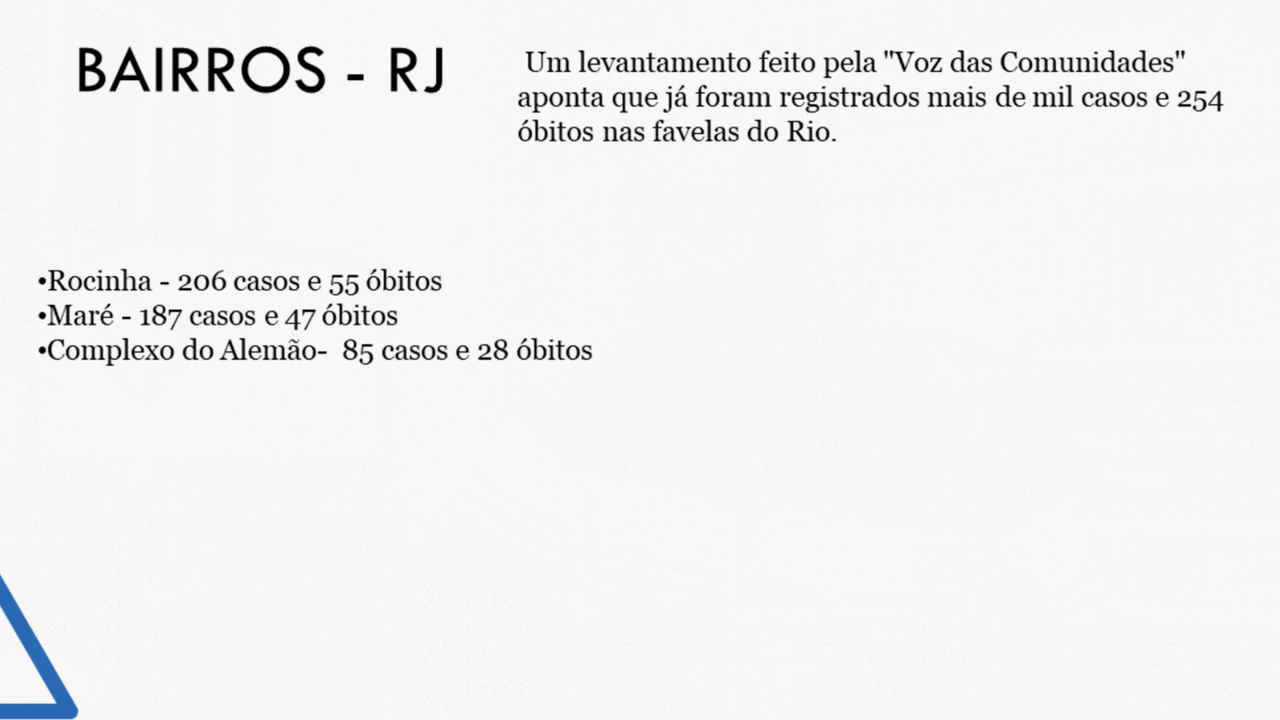 BAIRROS - RJ
Um levantamento feito pela "Voz das Comunidades"
aponta que já foram registrados mais de mil casos e 254
óbitos nas favelas do Rio.
•Rocinha - 206 casos e 55 óbitos
•Maré - 187 casos e 47 óbitos
•Complexo do Alemão-  85 casos e 28 óbitos